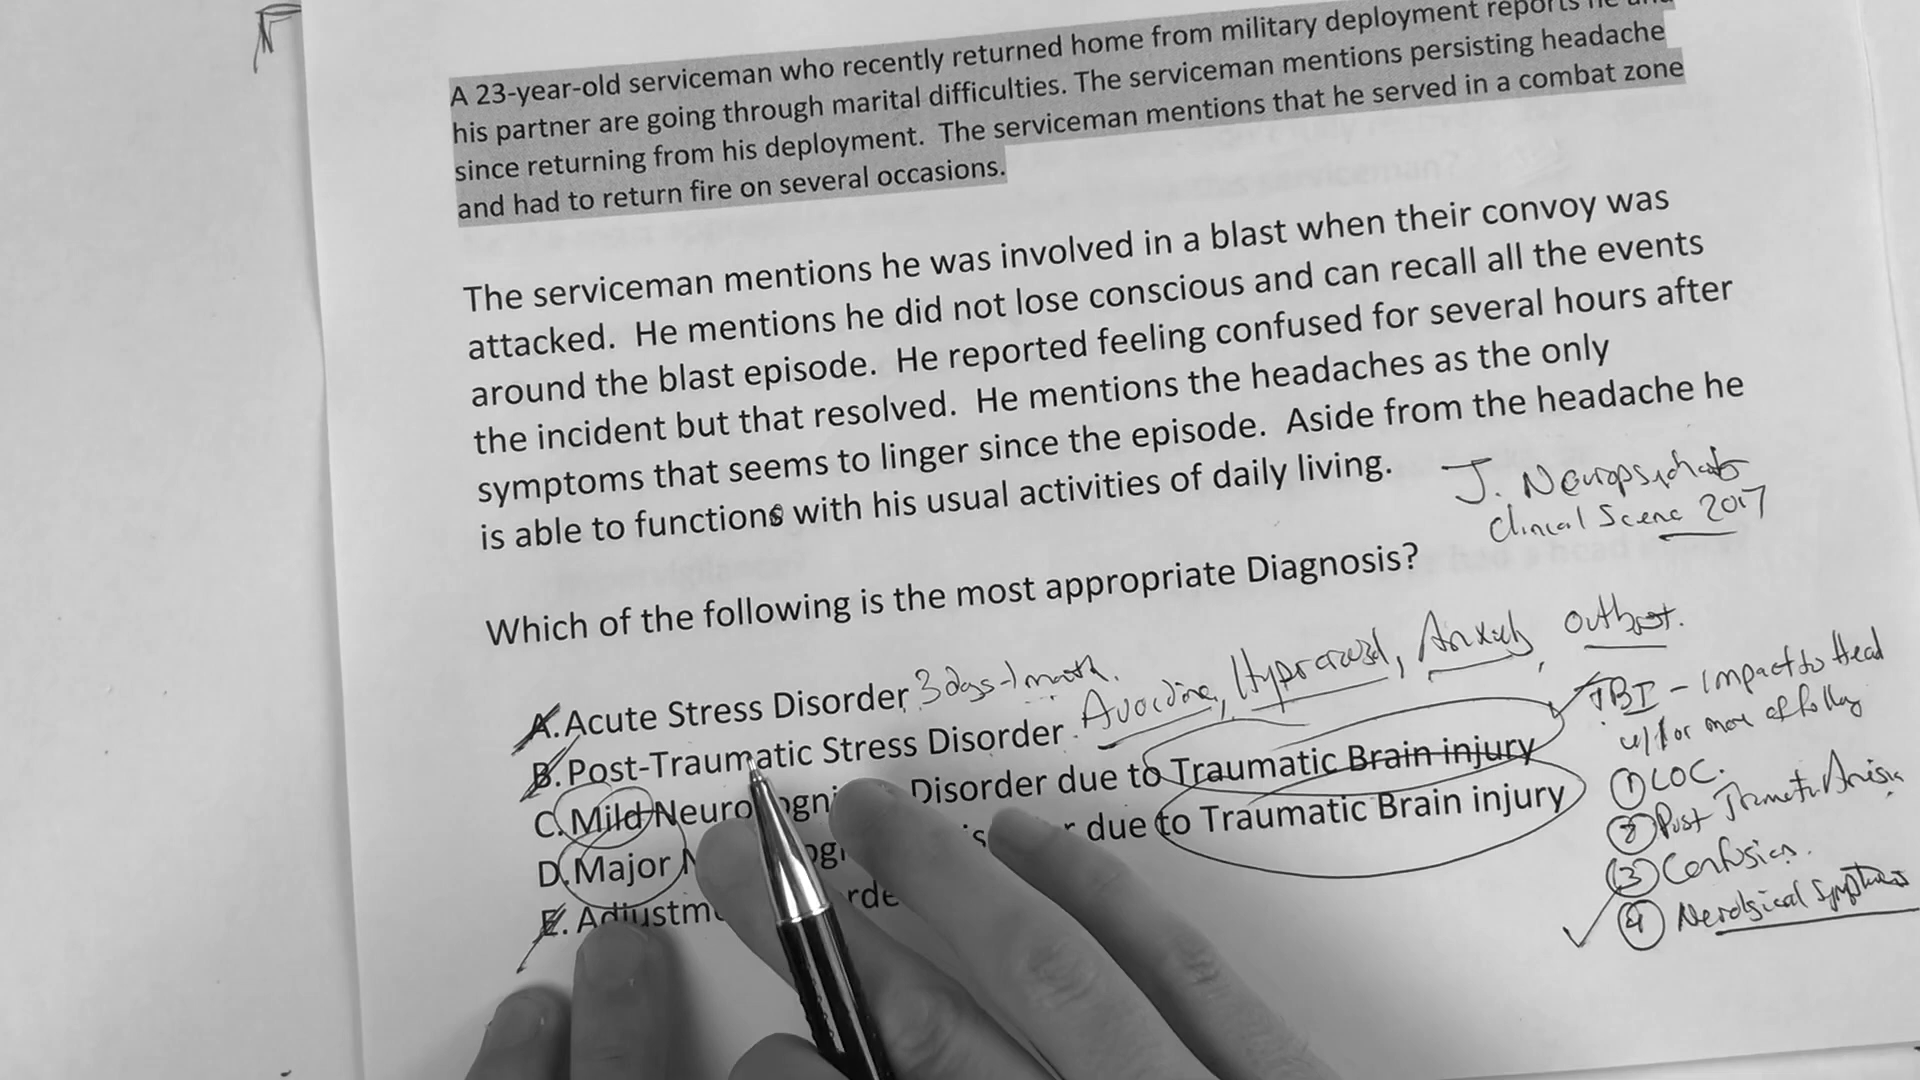 A 23-year-old serviceman who recently returned home from military deployment reports he and
his partner are going through marital difficulties. The serviceman mentions persisting headache
since returning from his deployment. The serviceman mentions that he served in a combat zone
and had to return fire on several occasions.
The serviceman mentions he was involved in a blast when their convoy was
attacked. He mentions he did not lose conscious and can recall all the events
around the blast episode. He reported feeling confused for several hours after
the incident but that resolved. He mentions the headaches as the only
symptoms that seems to linger since the episode. Aside from the headache he
is able to functions with his usual activities of daily living.
J. Neuropsychiatry
Clinical Science 2017
Which of the following is the most appropriate Diagnosis?
A. Acute Stress Disorder 3 days-1 month.
B. Post-Traumatic Stress Disorder. Avoidance, Hyperarousal, Anxiety, outburst.
C. Mild Disorder due to Traumatic Brain injury
D. Major due to Traumatic Brain injury
E.
TBI - impact to Head
w/1 or more of following
① LOC.
② Post
③ Confusion.
④ Symptoms